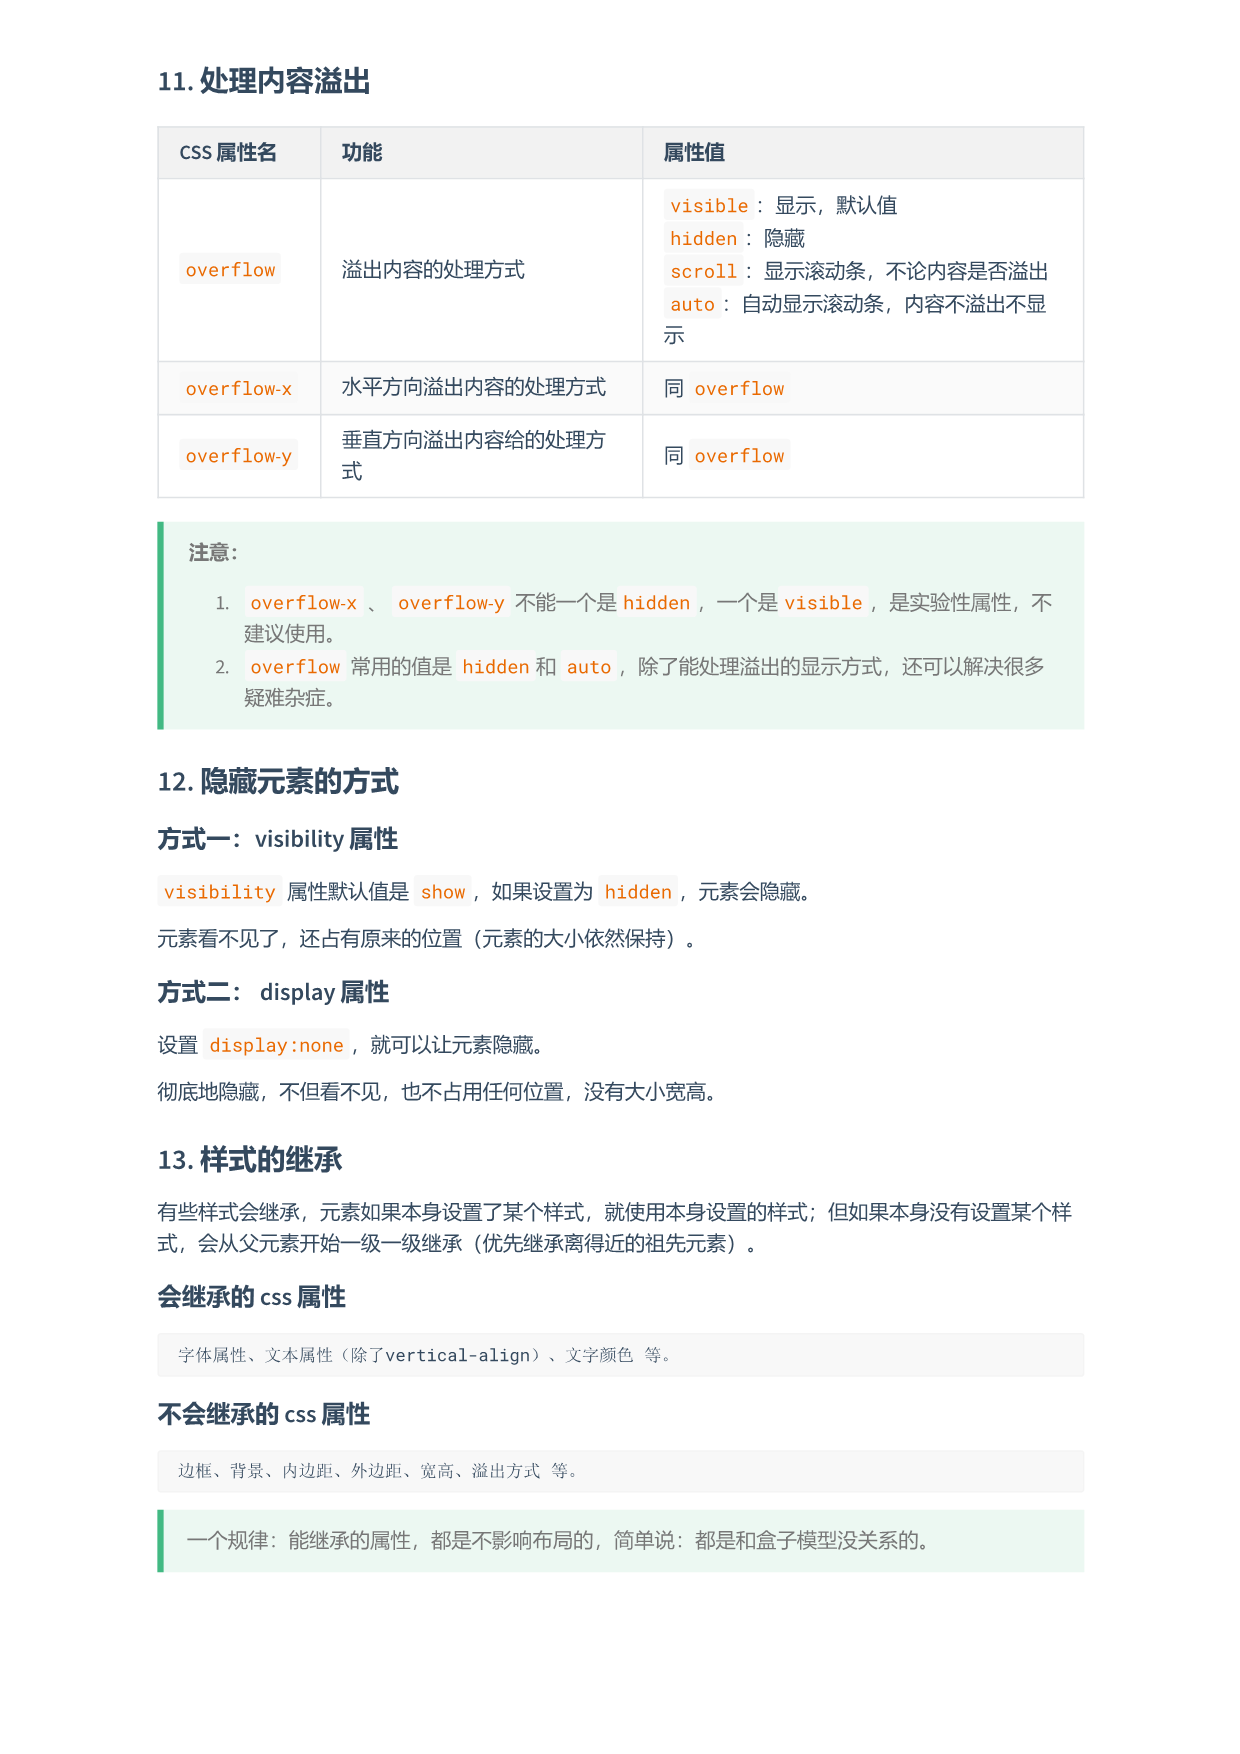 11. 处理内容溢出
CSS 属性名 功能 属性值
overflow 溢出内容的处理方式 visible：显示，默认值
hidden：隐藏
scroll：显示滚动条，不论内容是否溢出
auto：自动显示滚动条，内容不溢出不显
示
overflow-x 水平方向溢出内容的处理方式 同 overflow
overflow-y 垂直方向溢出内容给的处理方
式 同 overflow
注意：
1. overflow-x 、 overflow-y 不能一个是 hidden，一个是 visible，是实验性属性，不
建议使用。
2. overflow 常用的值是 hidden 和 auto，除了能处理溢出的显示方式，还可以解决很多
疑难杂症。
12. 隐藏元素的方式
方式一：visibility 属性
visibility 属性默认值是 show，如果设置为 hidden，元素会隐藏。
元素看不见了，还占有原来的位置（元素的大小依然保持）。
方式二： display 属性
设置 display:none，就可以让元素隐藏。
彻底地隐藏，不但看不见，也不占用任何位置，没有大小宽高。
13. 样式的继承
有些样式会继承，元素如果本身设置了某个样式，就使用本身设置的样式；但如果本身没有设置某个样
式，会从父元素开始一级一级继承（优先继承离得近的祖先元素）。
会继承的 css 属性
字体属性、文本属性（除了vertical-align）、文字颜色 等。
不会继承的 css 属性
边框、背景、内边距、外边距、宽高、溢出方式 等。
一个规律：能继承的属性，都是不影响布局的，简单说：都是和盒子模型没关系的。